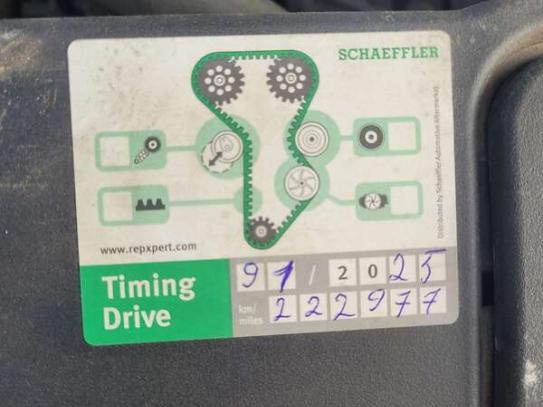 SCHAEFFLER
Distributed by Schaeffler Automotive Aftermarket
www.repxpert.com
Timing
Drive
91/2025
km/
miles
222977